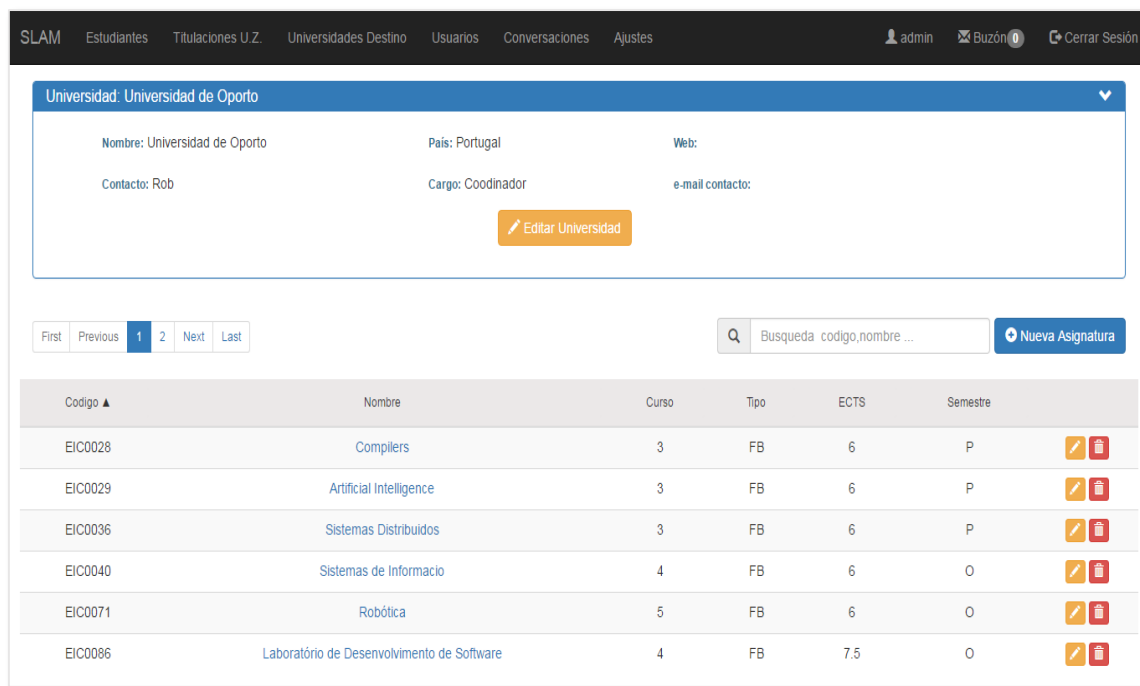 SLAM Estudiantes Titulaciones U.Z. Universidades Destino Usuarios Conversaciones Ajustes admin Buzón 0 Cerrar Sesión
Universidad: Universidad de Oporto
Nombre: Universidad de Oporto País: Portugal Web:
Contacto: Rob Cargo: Coodinador e-mail contacto:
Editar Universidad
First Previous 1 2 Next Last Busqueda codigo,nombre ... Nueva Asignatura
Codigo ▲ Nombre Curso Tipo ECTS Semestre
EIC0028 Compilers 3 FB 6 P
EIC0029 Artificial Intelligence 3 FB 6 P
EIC0036 Sistemas Distribuidos 3 FB 6 P
EIC0040 Sistemas de Informacio 4 FB 6 O
EIC0071 Robótica 5 FB 6 O
EIC0086 Laboratório de Desenvolvimento de Software 4 FB 7.5 O